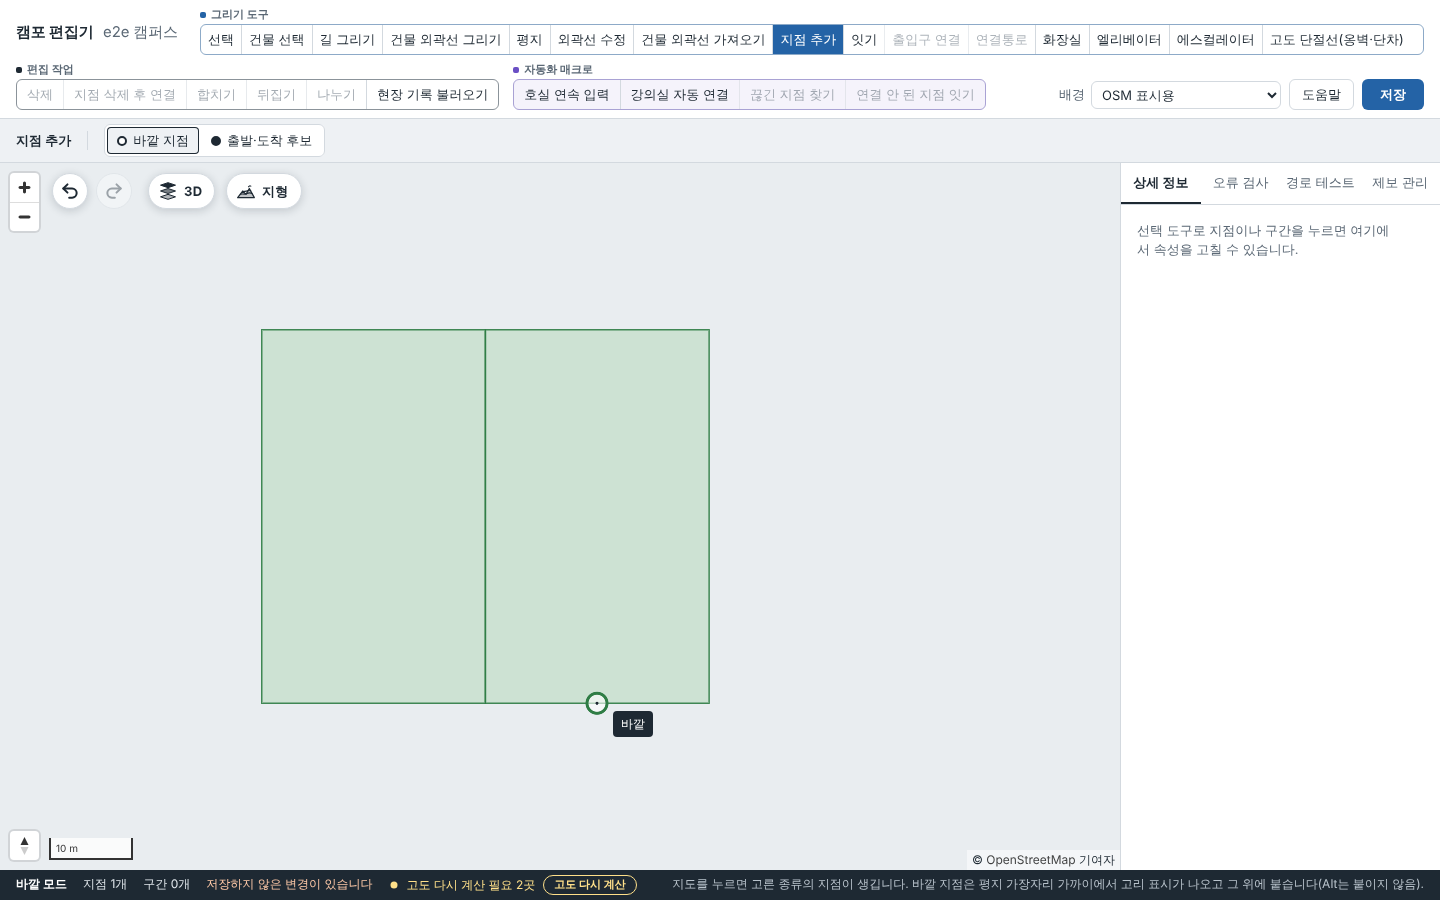 캠포 편집기 e2e 캠퍼스
그리기 도구
선택 건물 선택 길 그리기 건물 외곽선 그리기 평지 외곽선 수정 건물 외곽선 가져오기 지점 추가 잇기 출입구 연결 연결통로 화장실 엘리베이터 에스컬레이터 고도 단절선(옹벽·단차)
편집 작업
삭제 지점 삭제 후 연결 합치기 뒤집기 나누기 현장 기록 불러오기
자동화 매크로
호실 연속 입력 강의실 자동 연결 끊긴 지점 찾기 연결 안 된 지점 잇기
배경 OSM 표시용 도움말 저장
지점 추가 바깥 지점 출발·도착 후보
3D 지형
상세 정보 오류 검사 경로 테스트 제보 관리
선택 도구로 지점이나 구간을 누르면 여기에
서 속성을 고칠 수 있습니다.
바깥
10 m
© OpenStreetMap 기여자
바깥 모드 지점 1개 구간 0개 저장하지 않은 변경이 있습니다 고도 다시 계산 필요 2곳 고도 다시 계산 지도를 누르면 고른 종류의 지점이 생깁니다. 바깥 지점은 평지 가장자리 가까이에서 고리 표시가 나오고 그 위에 붙습니다(Alt는 붙이지 않음).